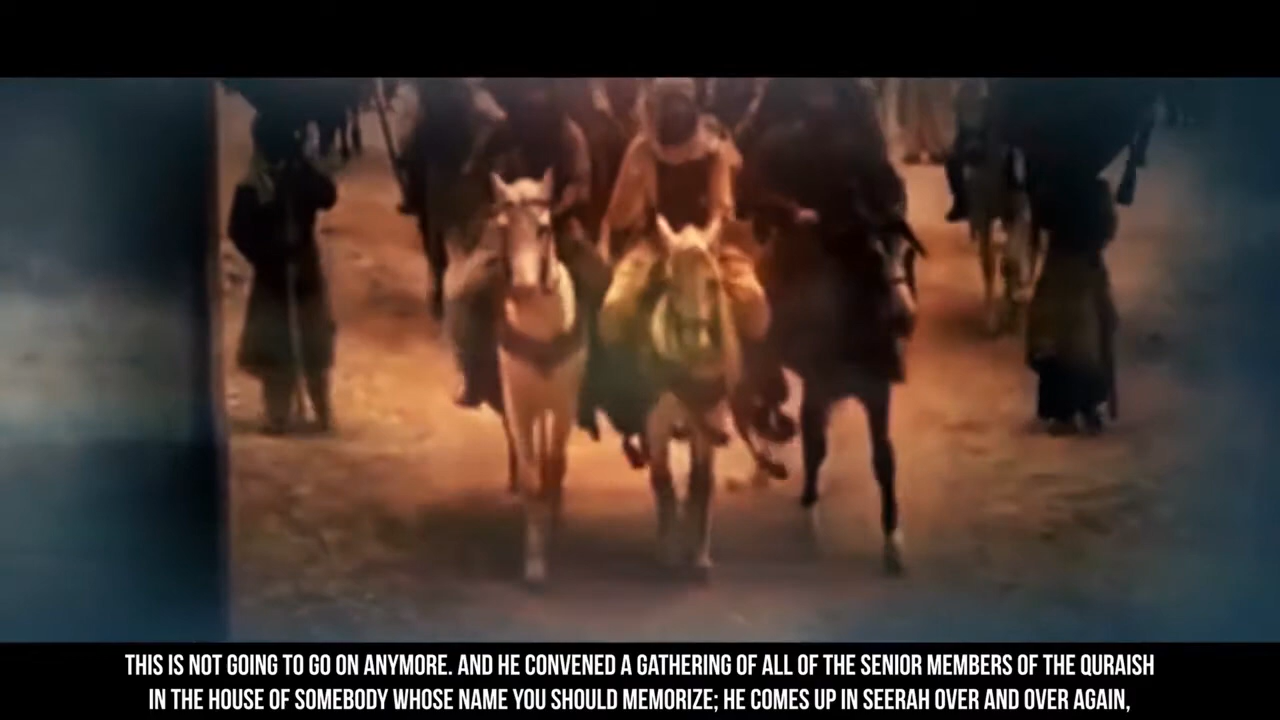 THIS IS NOT GOING TO GO ON ANYMORE. AND HE CONVENED A GATHERING OF ALL OF THE SENIOR MEMBERS OF THE QURAISH
IN THE HOUSE OF SOMEBODY WHOSE NAME YOU SHOULD MEMORIZE; HE COMES UP IN SEERAH OVER AND OVER AGAIN,